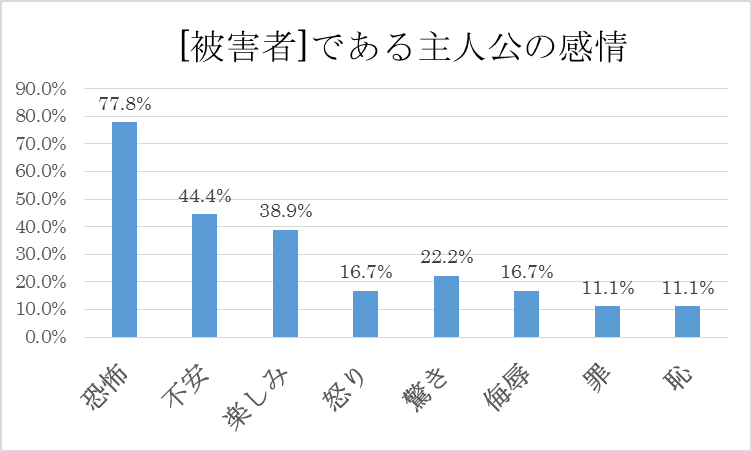 [被害者]である主人公の感情
90.0%
80.0%
70.0%
60.0%
50.0%
40.0%
30.0%
20.0%
10.0%
0.0%
77.8%
44.4%
38.9%
16.7%
22.2%
16.7%
11.1%
11.1%
恐怖
不安
楽しみ
怒り
驚き
侮辱
罪
恥